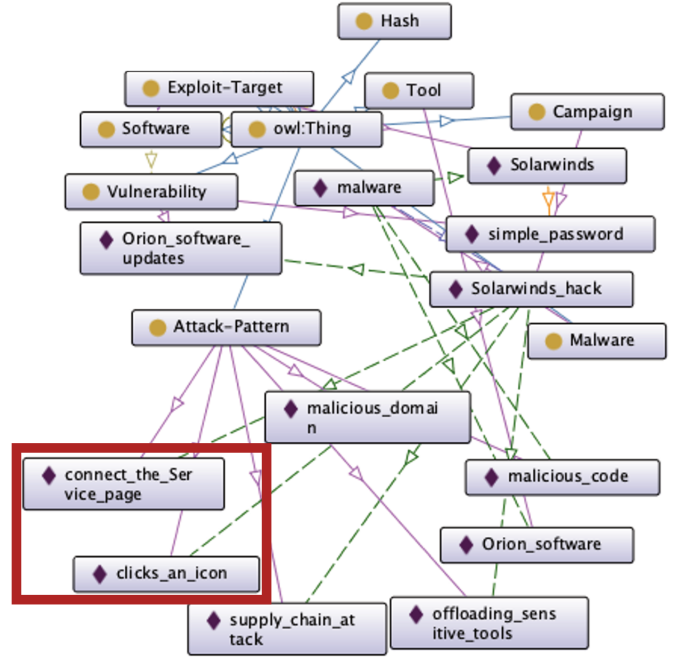 Hash
Exploit-Target
Tool
Campaign
Software
owl:Thing
Solarwinds
Vulnerability
malware
Orion_software_
updates
simple_password
Solarwinds_hack
Attack-Pattern
Malware
malicious_domai
n
connect_the_Ser
vice_page
malicious_code
Orion_software
clicks_an_icon
supply_chain_at
tack
offloading_sens
itive_tools